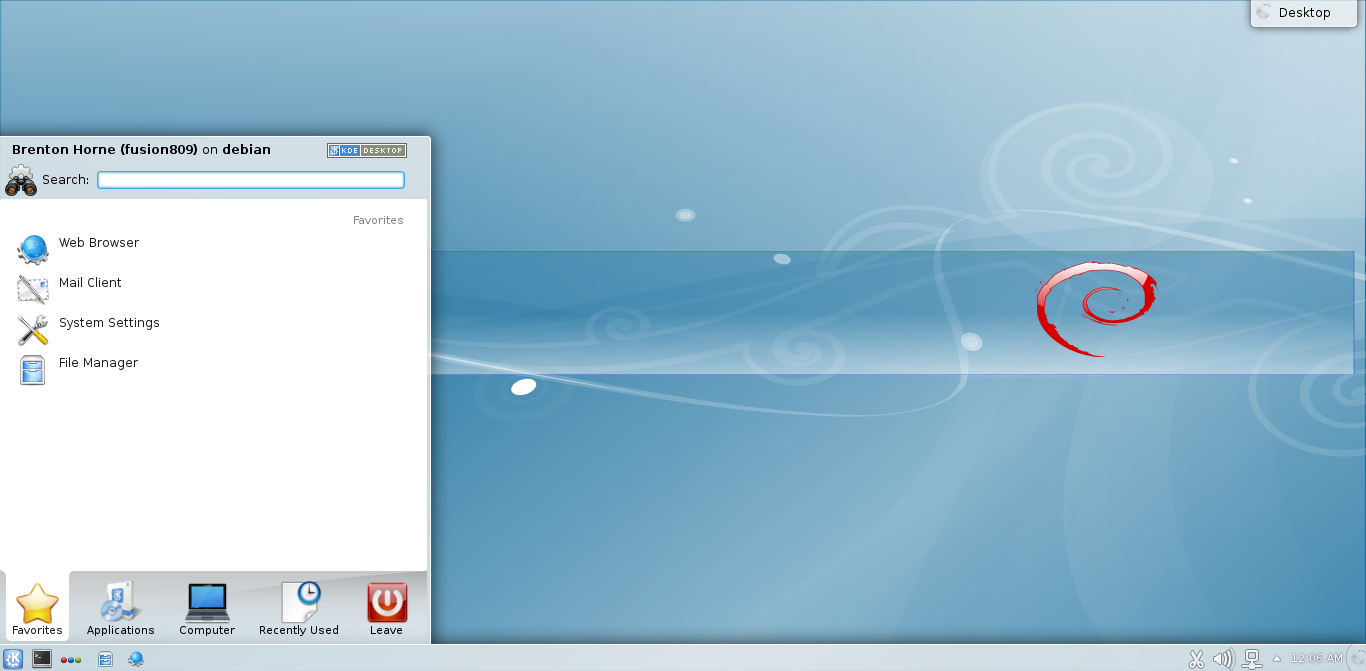 Desktop
Brenton Horne (fusion809) on debian
KDE DESKTOP
Search:
Favorites
Web Browser
Mail Client
System Settings
File Manager
Favorites
Applications
Computer
Recently Used
Leave
12:06 AM